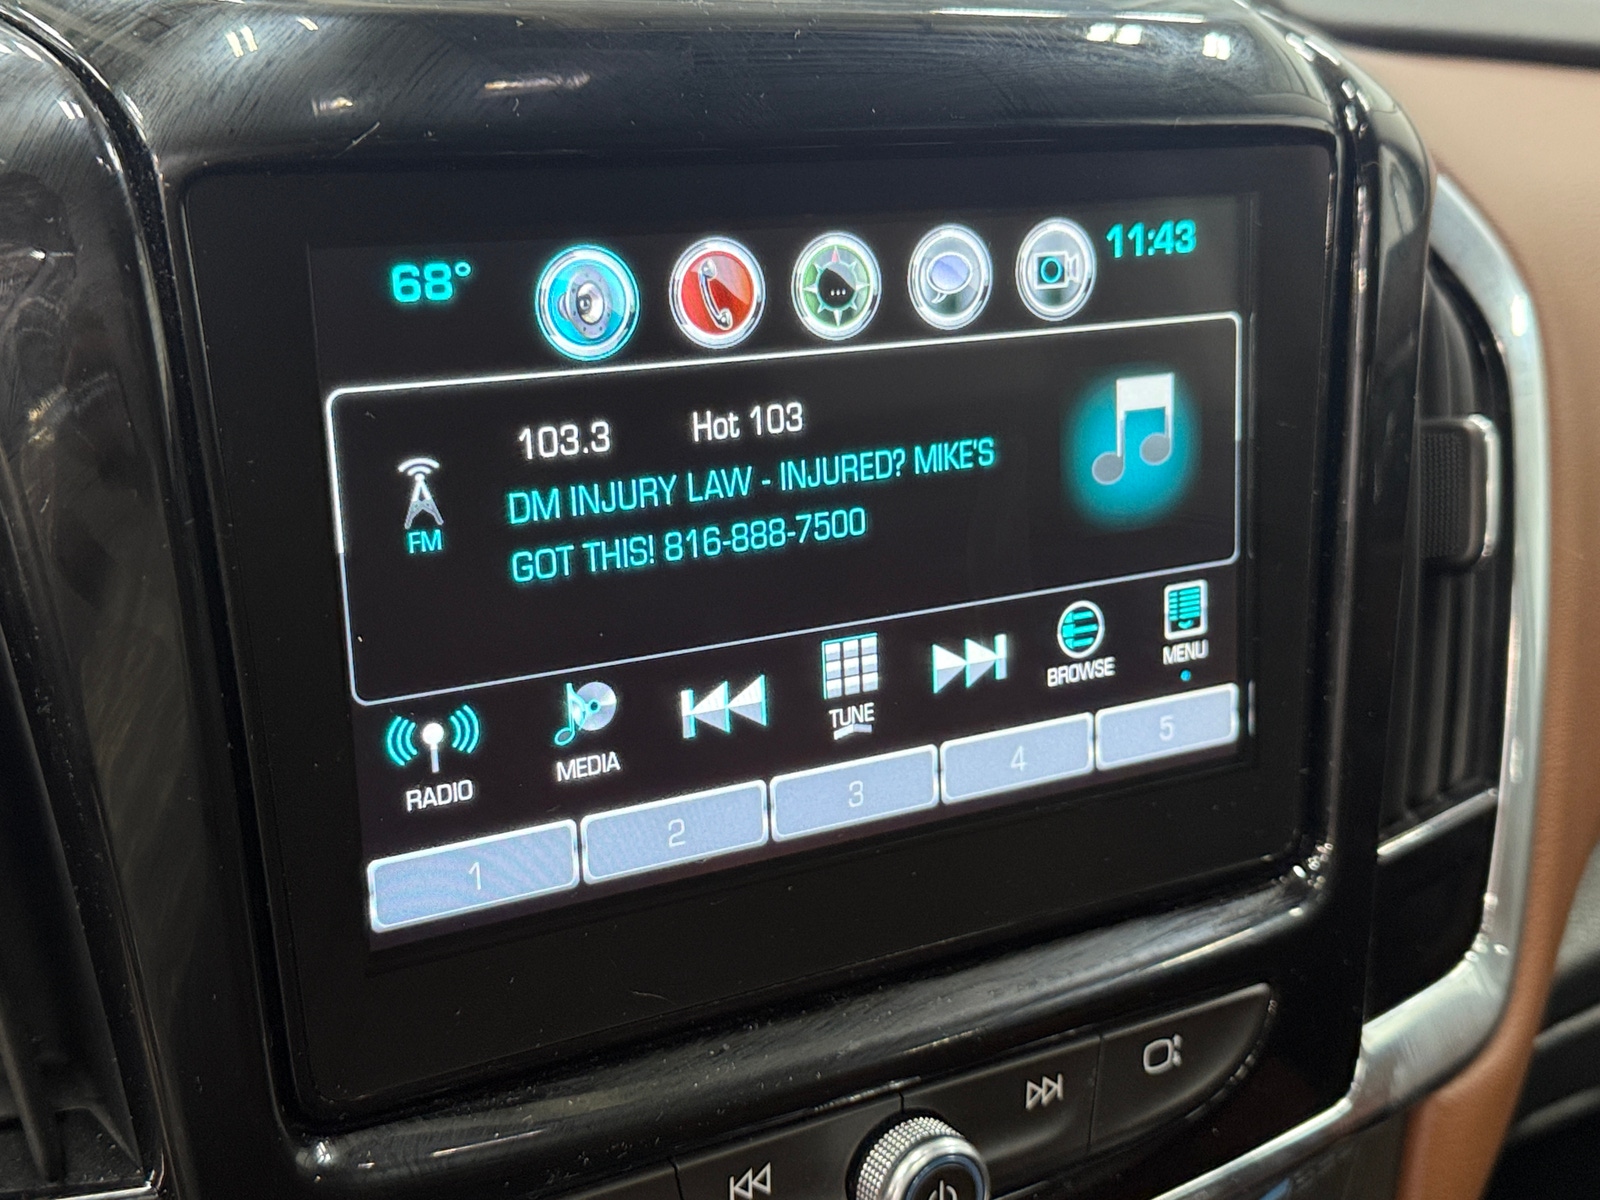 68° 11:43
103.3 Hot 103
DM INJURY LAW - INJURED? MIKE'S
GOT THIS! 816-888-7500
FM
RADIO MEDIA TUNE BROWSE MENU
1 2 3 4 5